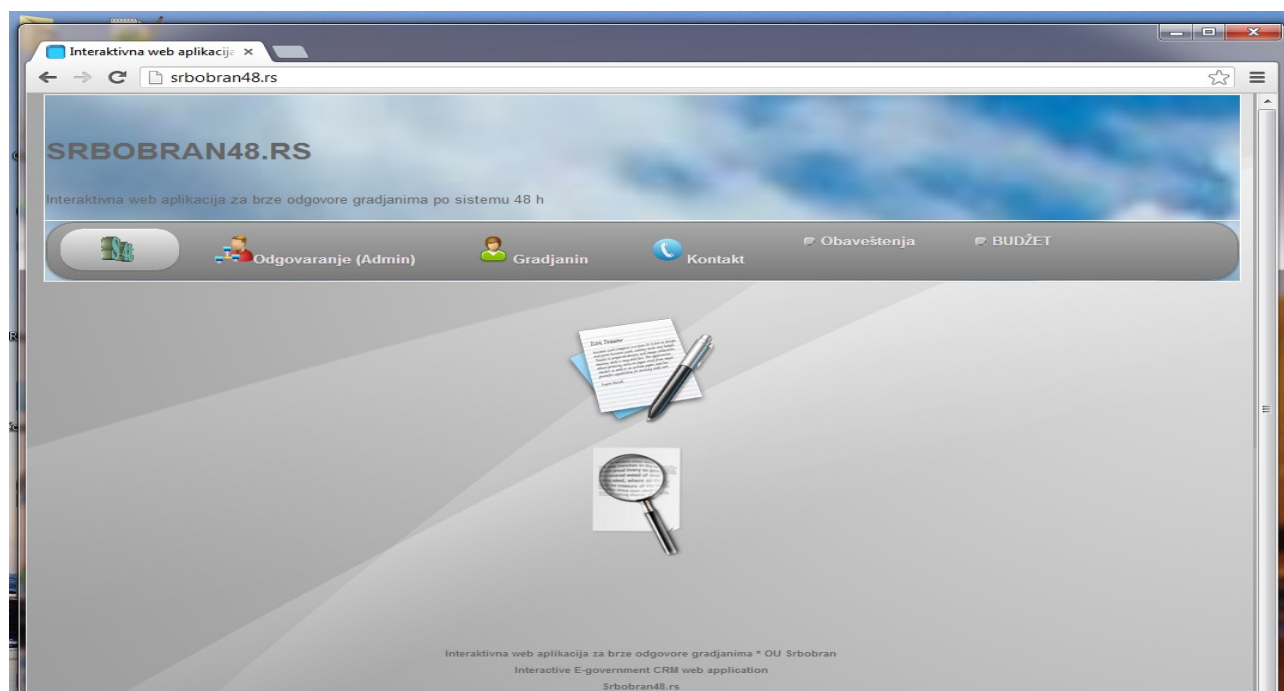 Interaktivna web aplikacij
srbobran48.rs
SRBOBRAN48.RS
Interaktivna web aplikacija za brze odgovore gradjanima po sistemu 48 h
Odgovaranje (Admin) Gradjanin Kontakt Obaveštenja BUDŽET
Interaktivna web aplikacija za brze odgovore gradjanima * OU Srbobran
Interactive E-government CRM web application
Srbobran48.rs